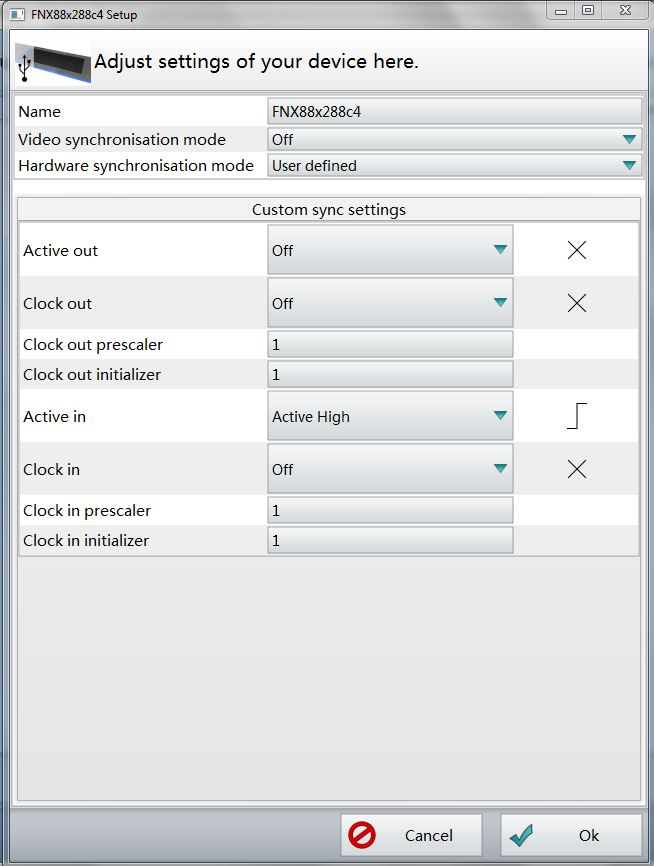 FNX88x288c4 Setup
Adjust settings of your device here.
Name FNX88x288c4
Video synchronisation mode Off
Hardware synchronisation mode User defined
Custom sync settings
Active out Off
Clock out Off
Clock out prescaler 1
Clock out initializer 1
Active in Active High
Clock in Off
Clock in prescaler 1
Clock in initializer 1
Cancel Ok